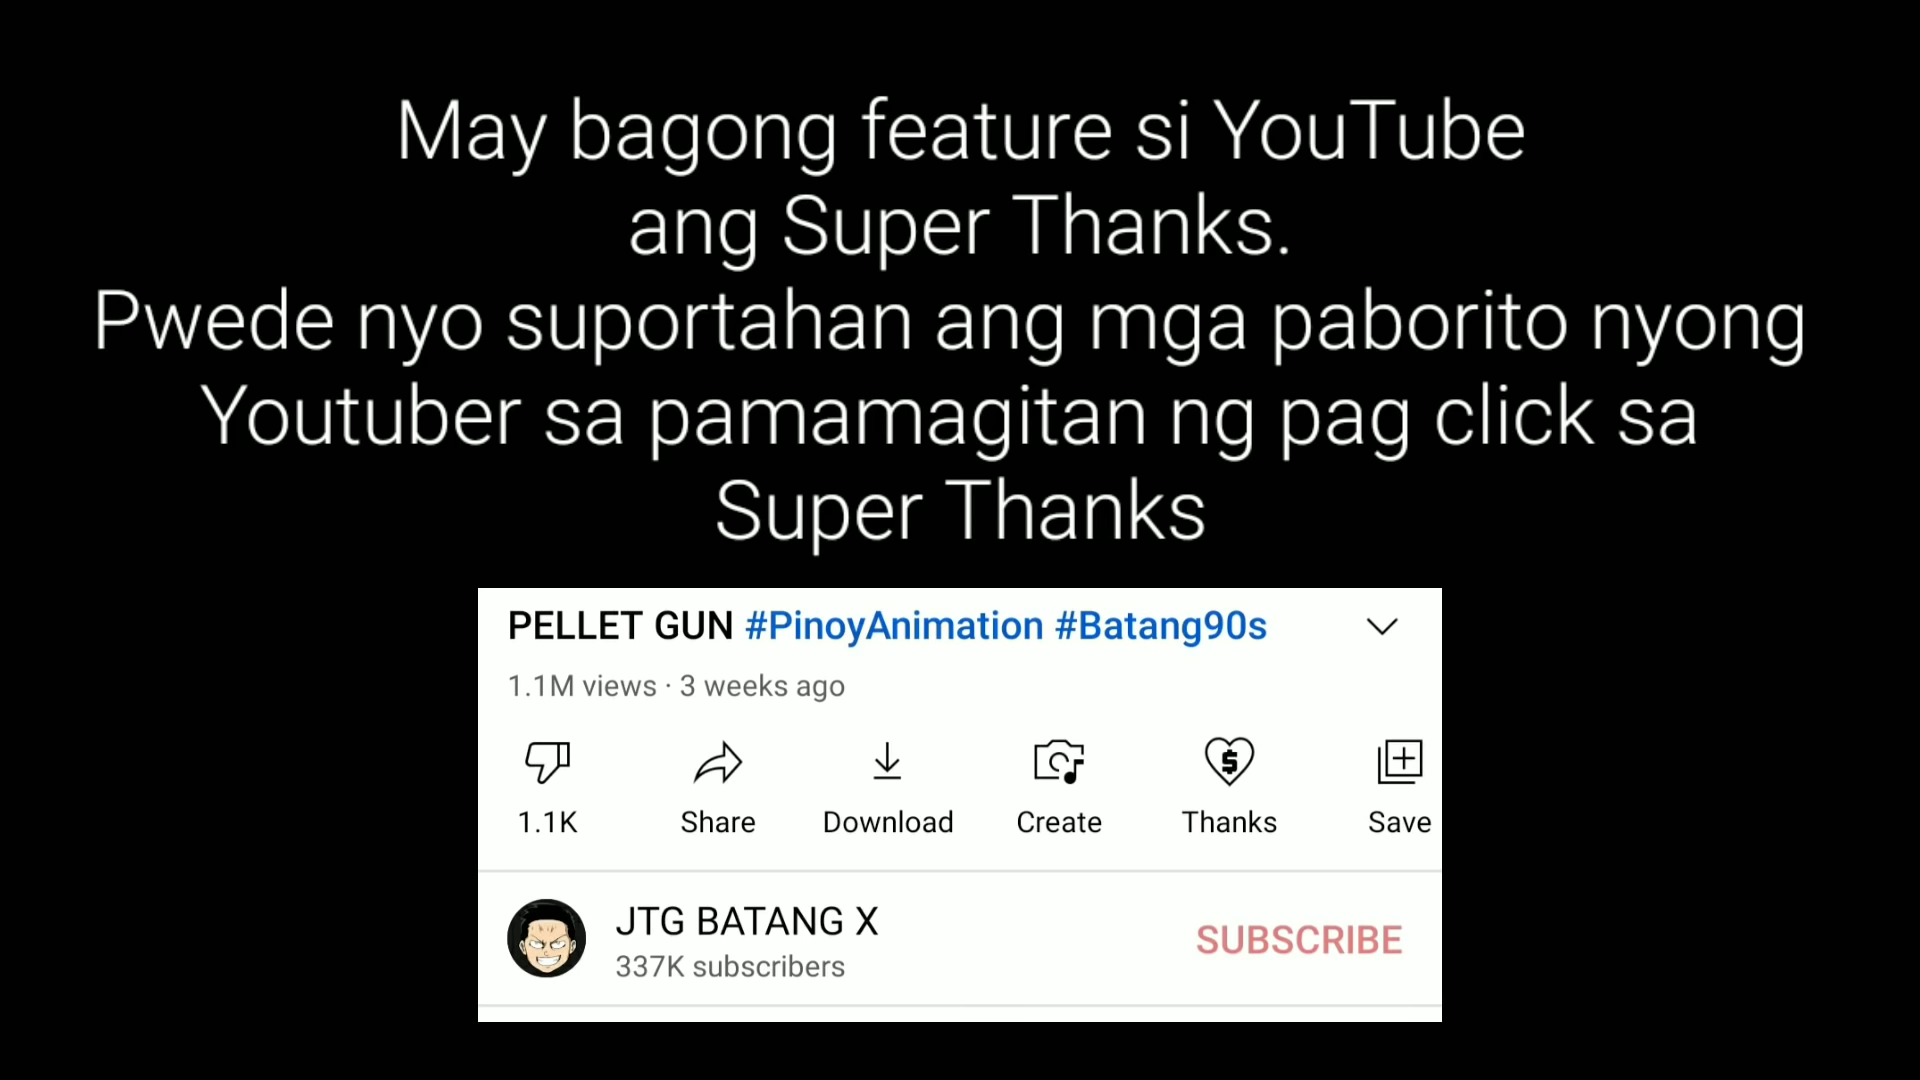 May bagong feature si YouTube
ang Super Thanks.
Pwede nyo suportahan ang mga paborito nyong
Youtuber sa pamamagitan ng pag click sa
Super Thanks
PELLET GUN #PinoyAnimation #Batang90s
1.1M views · 3 weeks ago
1.1K Share Download Create Thanks Save
JTG BATANG X
337K subscribers
SUBSCRIBE